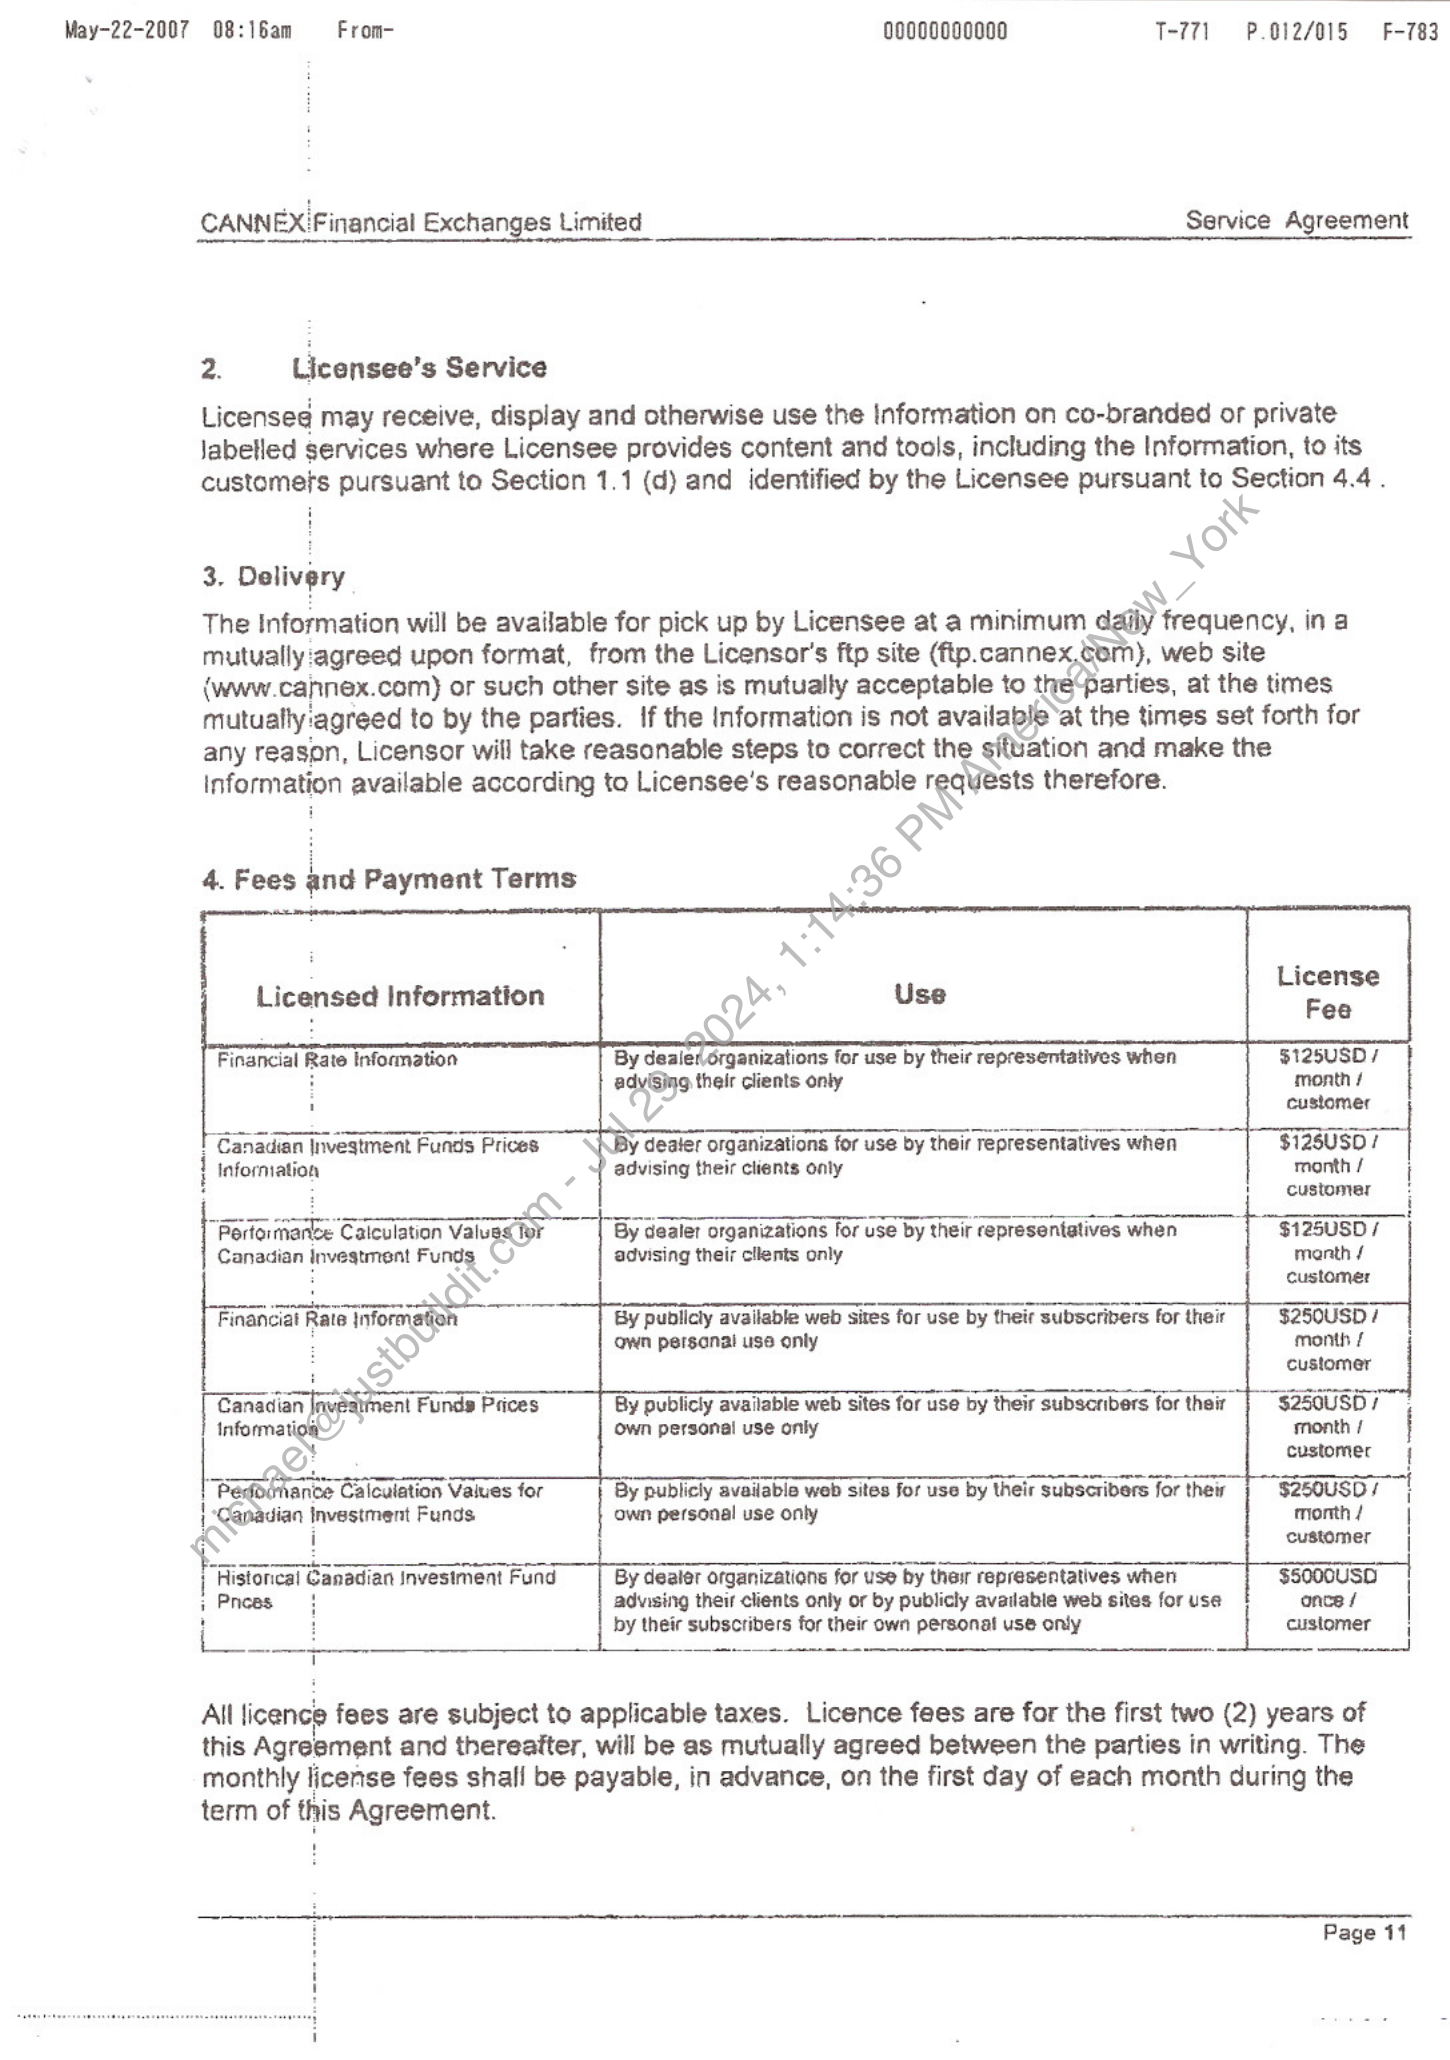 May-22-2007 08:16am From- 00000000000 T-771 P.012/015 F-783
CANNEX Financial Exchanges Limited Service Agreement
2. Licensee's Service
Licensee may receive, display and otherwise use the Information on co-branded or private
labelled services where Licensee provides content and tools, including the Information, to its
customers pursuant to Section 1.1 (d) and identified by the Licensee pursuant to Section 4.4 .
3. Delivery
The Information will be available for pick up by Licensee at a minimum daily frequency, in a
mutually agreed upon format, from the Licensor's ftp site (ftp.cannex.com), web site
(www.cannex.com) or such other site as is mutually acceptable to the parties, at the times
mutually agreed to by the parties. If the Information is not available at the times set forth for
any reason, Licensor will take reasonable steps to correct the situation and make the
Information available according to Licensee's reasonable requests therefore.
4. Fees and Payment Terms
Licensed Information Use License
Fee
Financial Rate Information By dealer organizations for use by their representatives when $125USD /
advising their clients only month /
customer
Canadian Investment Funds Prices By dealer organizations for use by their representatives when $125USD /
Information advising their clients only month /
customer
Performance Calculation Values for By dealer organizations for use by their representatives when $125USD /
Canadian Investment Funds advising their clients only month /
customer
Financial Rate Information By publicly available web sites for use by their subscribers for their $250USD /
own personal use only month /
customer
Canadian Investment Funds Prices By publicly available web sites for use by their subscribers for their $250USD /
Information own personal use only month /
customer
Performance Calculation Values for By publicly available web sites for use by their subscribers for their $250USD /
Canadian Investment Funds own personal use only month /
customer
Historical Canadian Investment Fund By dealer organizations for use by their representatives when $5000USD
Prices advising their clients only or by publicly available web sites for use once /
by their subscribers for their own personal use only customer
All licence fees are subject to applicable taxes. Licence fees are for the first two (2) years of
this Agreement and thereafter, will be as mutually agreed between the parties in writing. The
monthly license fees shall be payable, in advance, on the first day of each month during the
term of this Agreement.
Page 11
michael@justbuildit.com - Jul 29, 2024, 1:14:36 PM America/New_York